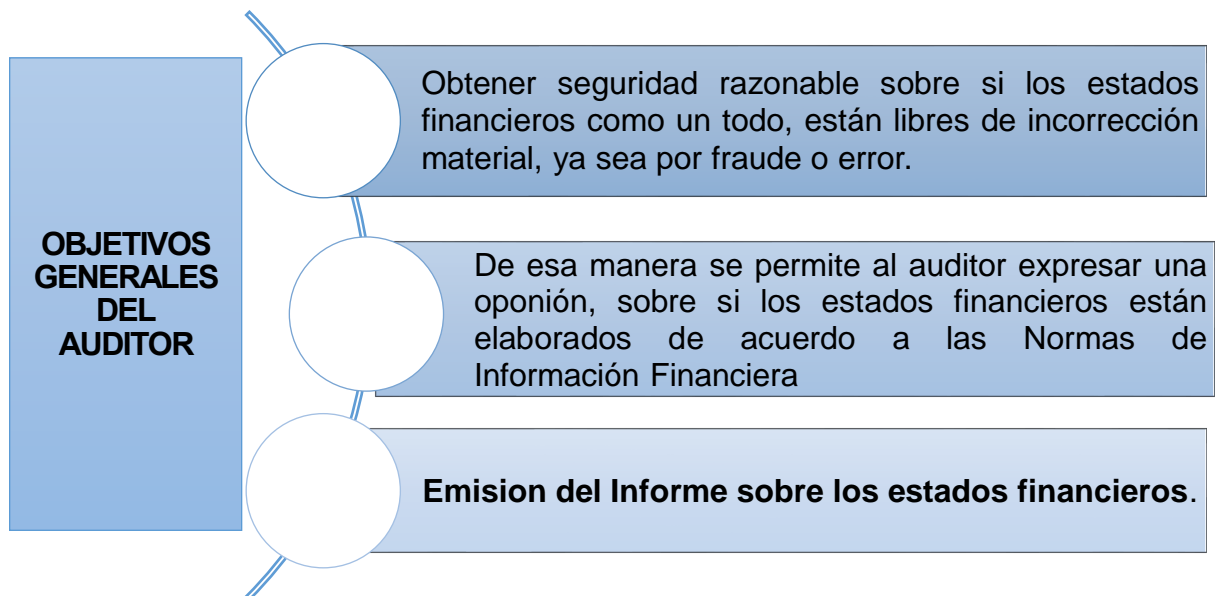 OBJETIVOS
GENERALES
DEL
AUDITOR
Obtener seguridad razonable sobre si los estados
financieros como un todo, están libres de incorrección
material, ya sea por fraude o error.
De esa manera se permite al auditor expresar una
oponión, sobre si los estados financieros están
elaborados de acuerdo a las Normas de
Información Financiera
Emision del Informe sobre los estados financieros.